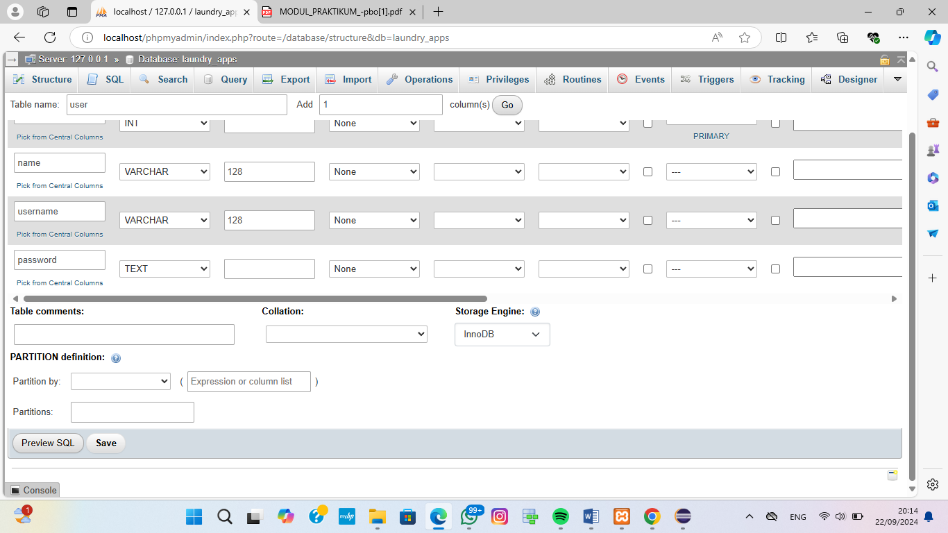 localhost / 127.0.0.1 / laundry_ap
MODUL_PRAKTIKUM_-pbo[1].pdf
localhost/phpmyadmin/index.php?route=/database/structure&db=laundry_apps
Server: 127.0.0.1 » Database: laundry_apps
Structure SQL Search Query Export Import Operations Privileges Routines Events Triggers Tracking Designer
Table name: user Add 1 column(s) Go
INT None
Pick from Central Columns PRIMARY
name VARCHAR 128 None ---
Pick from Central Columns
username VARCHAR 128 None ---
Pick from Central Columns
password TEXT None ---
Pick from Central Columns
Table comments: Collation: Storage Engine:
InnoDB
PARTITION definition:
Partition by: ( Expression or column list )
Partitions:
Preview SQL Save
Console
1 99+ ENG 20:14
22/09/2024